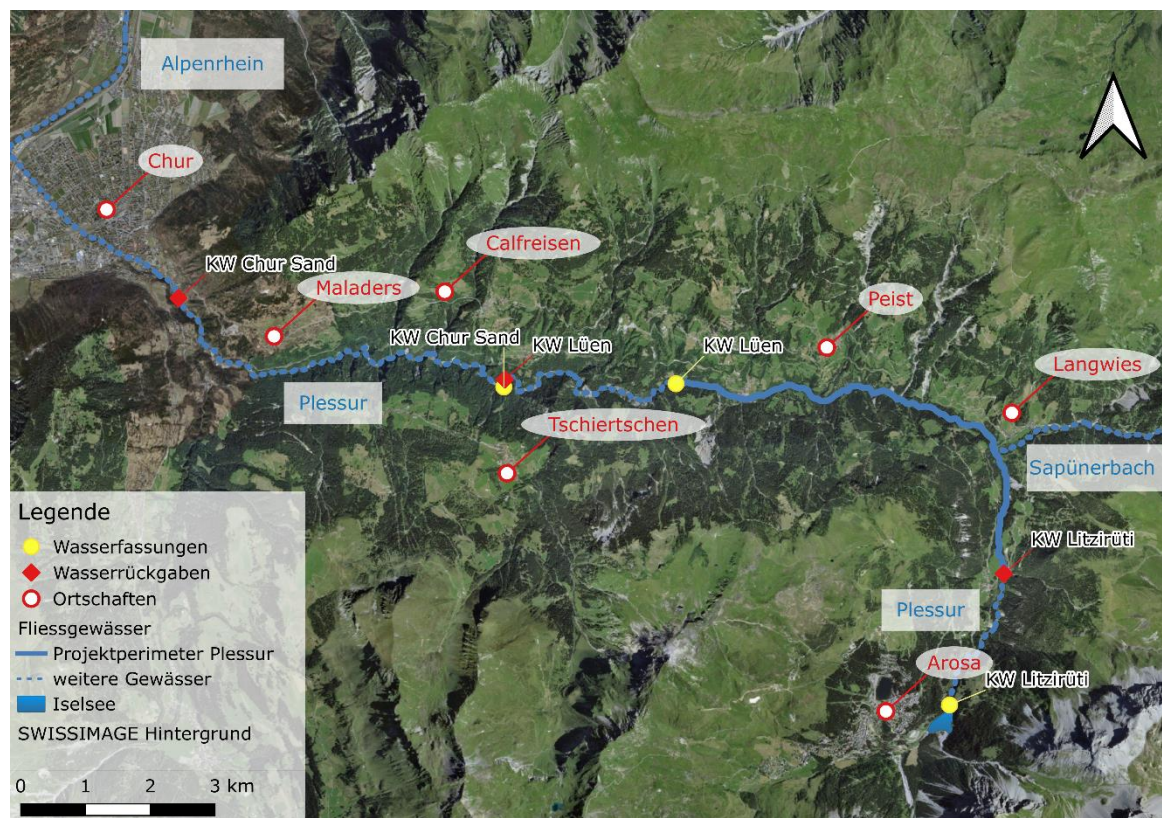 Alpenrhein
Chur
KW Chur Sand
Calfreisen
Maladers
Peist
KW Chur Sand
KW Lüen
KW Lüen
Langwies
Plessur
Tschiertschen
Sapünerbach
KW Litzirüti
Plessur
Arosa
KW Litzirüti
Legende
Wasserfassungen
Wasserrückgaben
Ortschaften
Fliessgewässer
Projektperimeter Plessur
weitere Gewässer
Iselsee
SWISSIMAGE Hintergrund
0 1 2 3 km